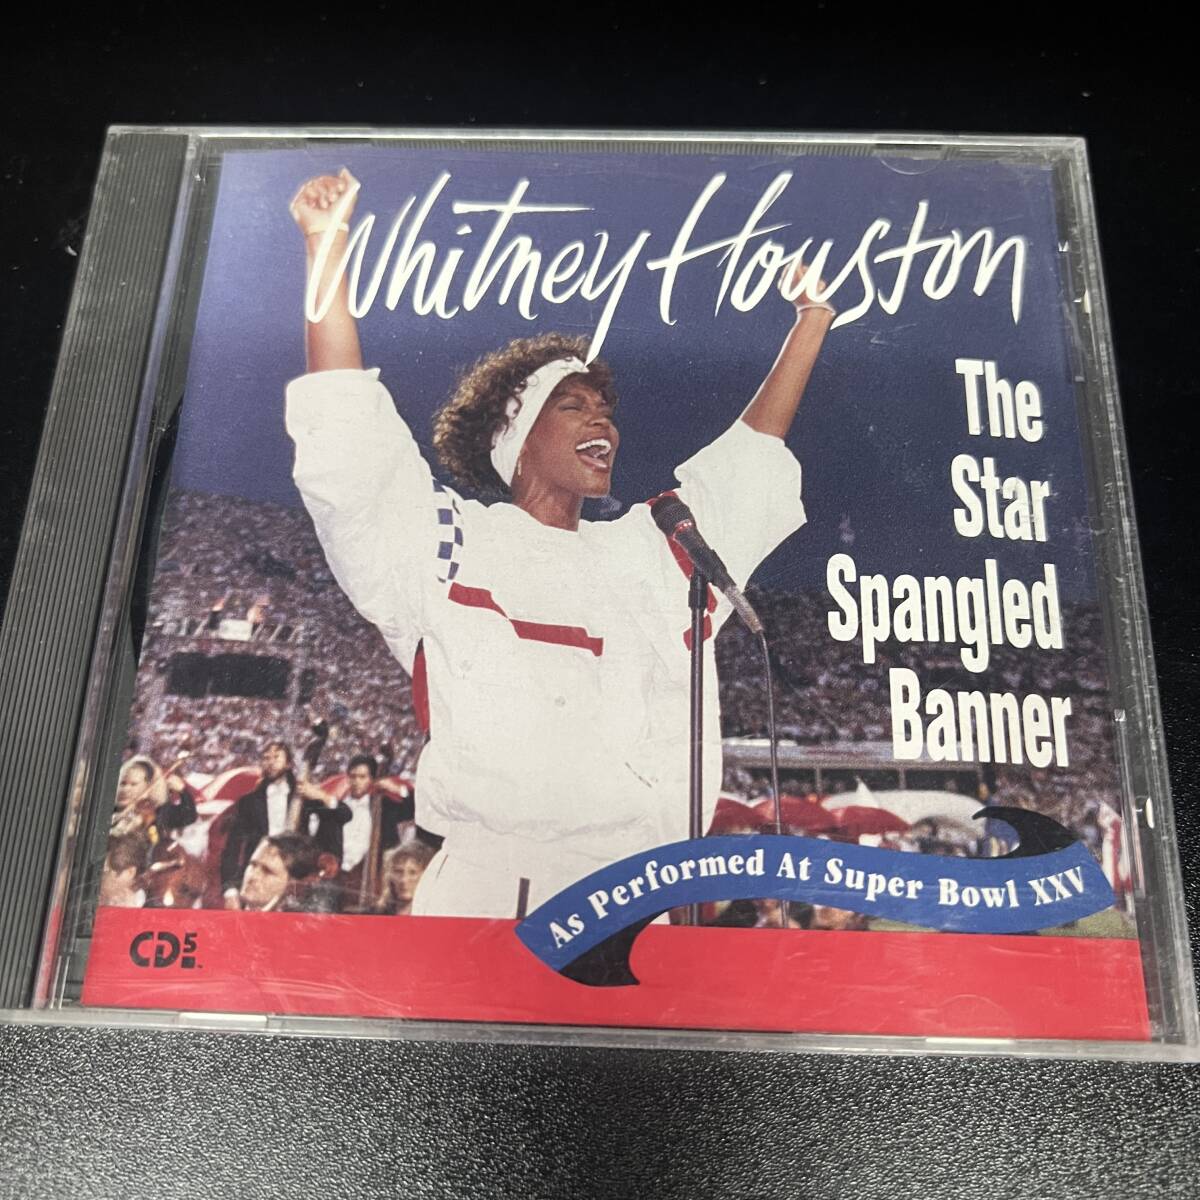 Whitney Houston
The
Star
Spangled
Banner
As Performed At Super Bowl XXV
CD5